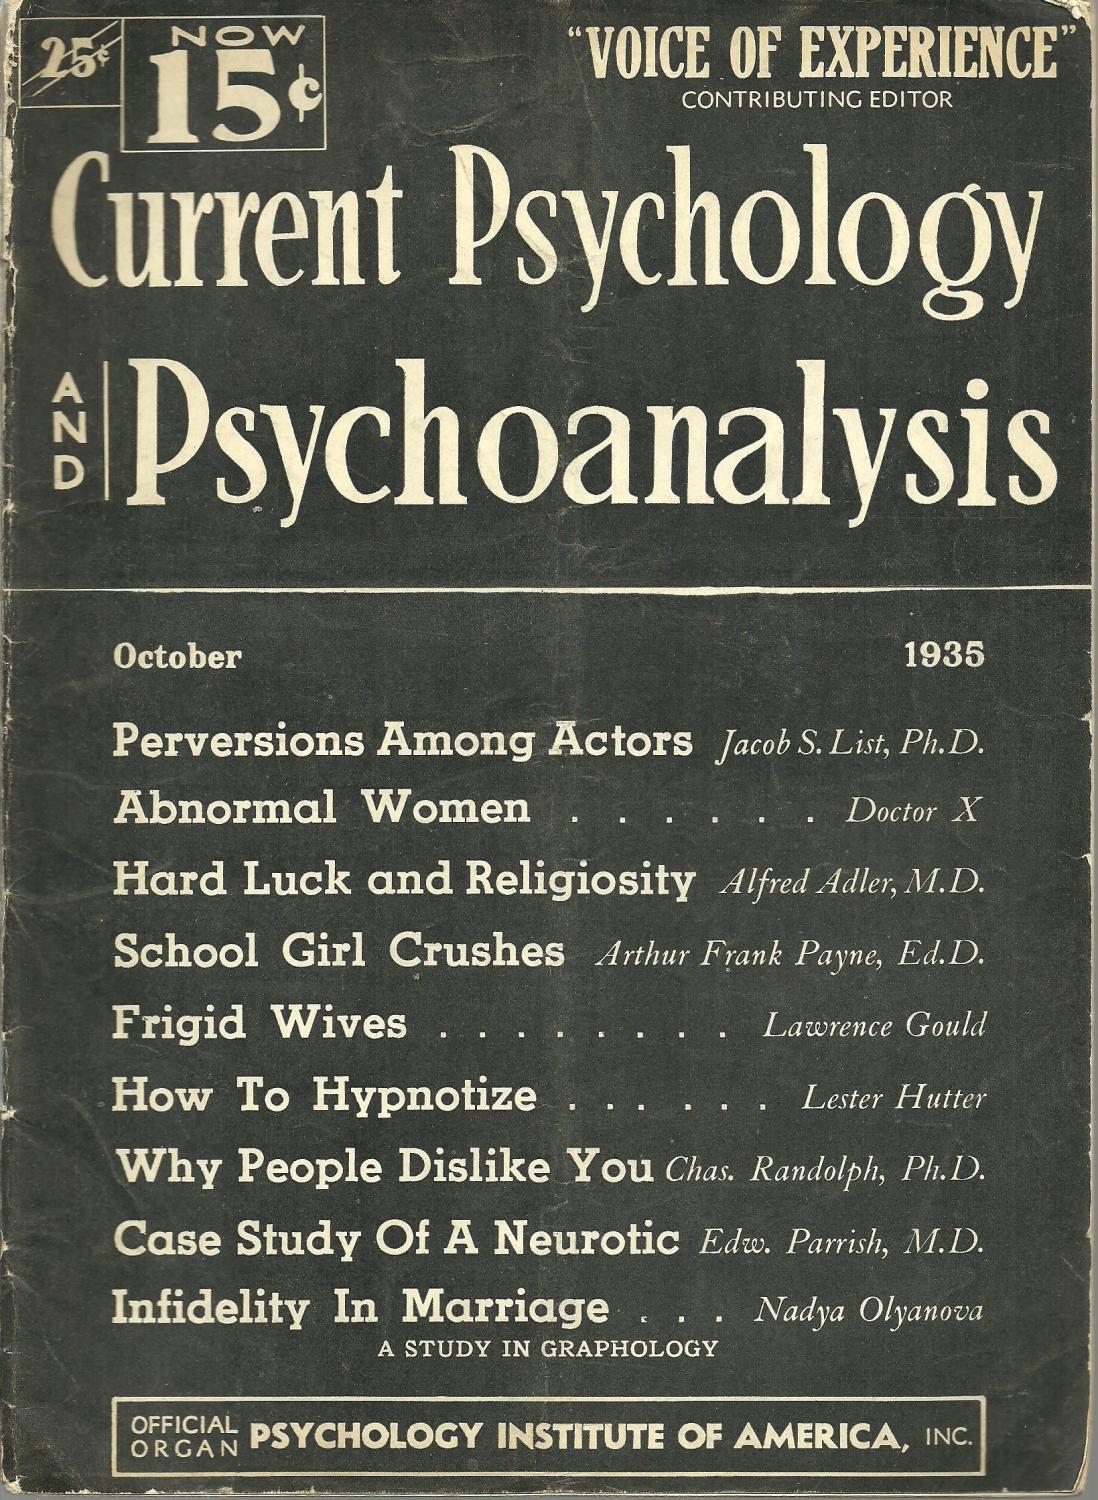 25¢
NOW
15¢
"VOICE OF EXPERIENCE"
CONTRIBUTING EDITOR
Current Psychology
AND
Psychoanalysis
October 1935
Perversions Among Actors Jacob S. List, Ph.D.
Abnormal Women . . . . . . Doctor X
Hard Luck and Religiosity Alfred Adler, M.D.
School Girl Crushes Arthur Frank Payne, Ed.D.
Frigid Wives . . . . . . . . Lawrence Gould
How To Hypnotize . . . . . . Lester Hutter
Why People Dislike You Chas. Randolph, Ph.D.
Case Study Of A Neurotic Edw. Parrish, M.D.
Infidelity In Marriage . . . Nadya Olyanova
A STUDY IN GRAPHOLOGY
OFFICIAL ORGAN PSYCHOLOGY INSTITUTE OF AMERICA, INC.